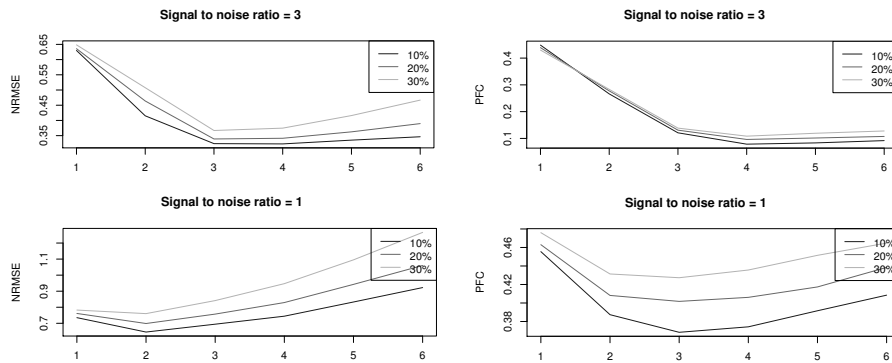 Signal to noise ratio = 3
NRMSE
0.65
0.55
0.45
0.35
10%
20%
30%
1 2 3 4 5 6
Signal to noise ratio = 3
PFC
0.4
0.3
0.2
0.1
10%
20%
30%
1 2 3 4 5 6
Signal to noise ratio = 1
NRMSE
1.1
0.9
0.7
10%
20%
30%
1 2 3 4 5 6
Signal to noise ratio = 1
PFC
0.46
0.42
0.38
10%
20%
30%
1 2 3 4 5 6